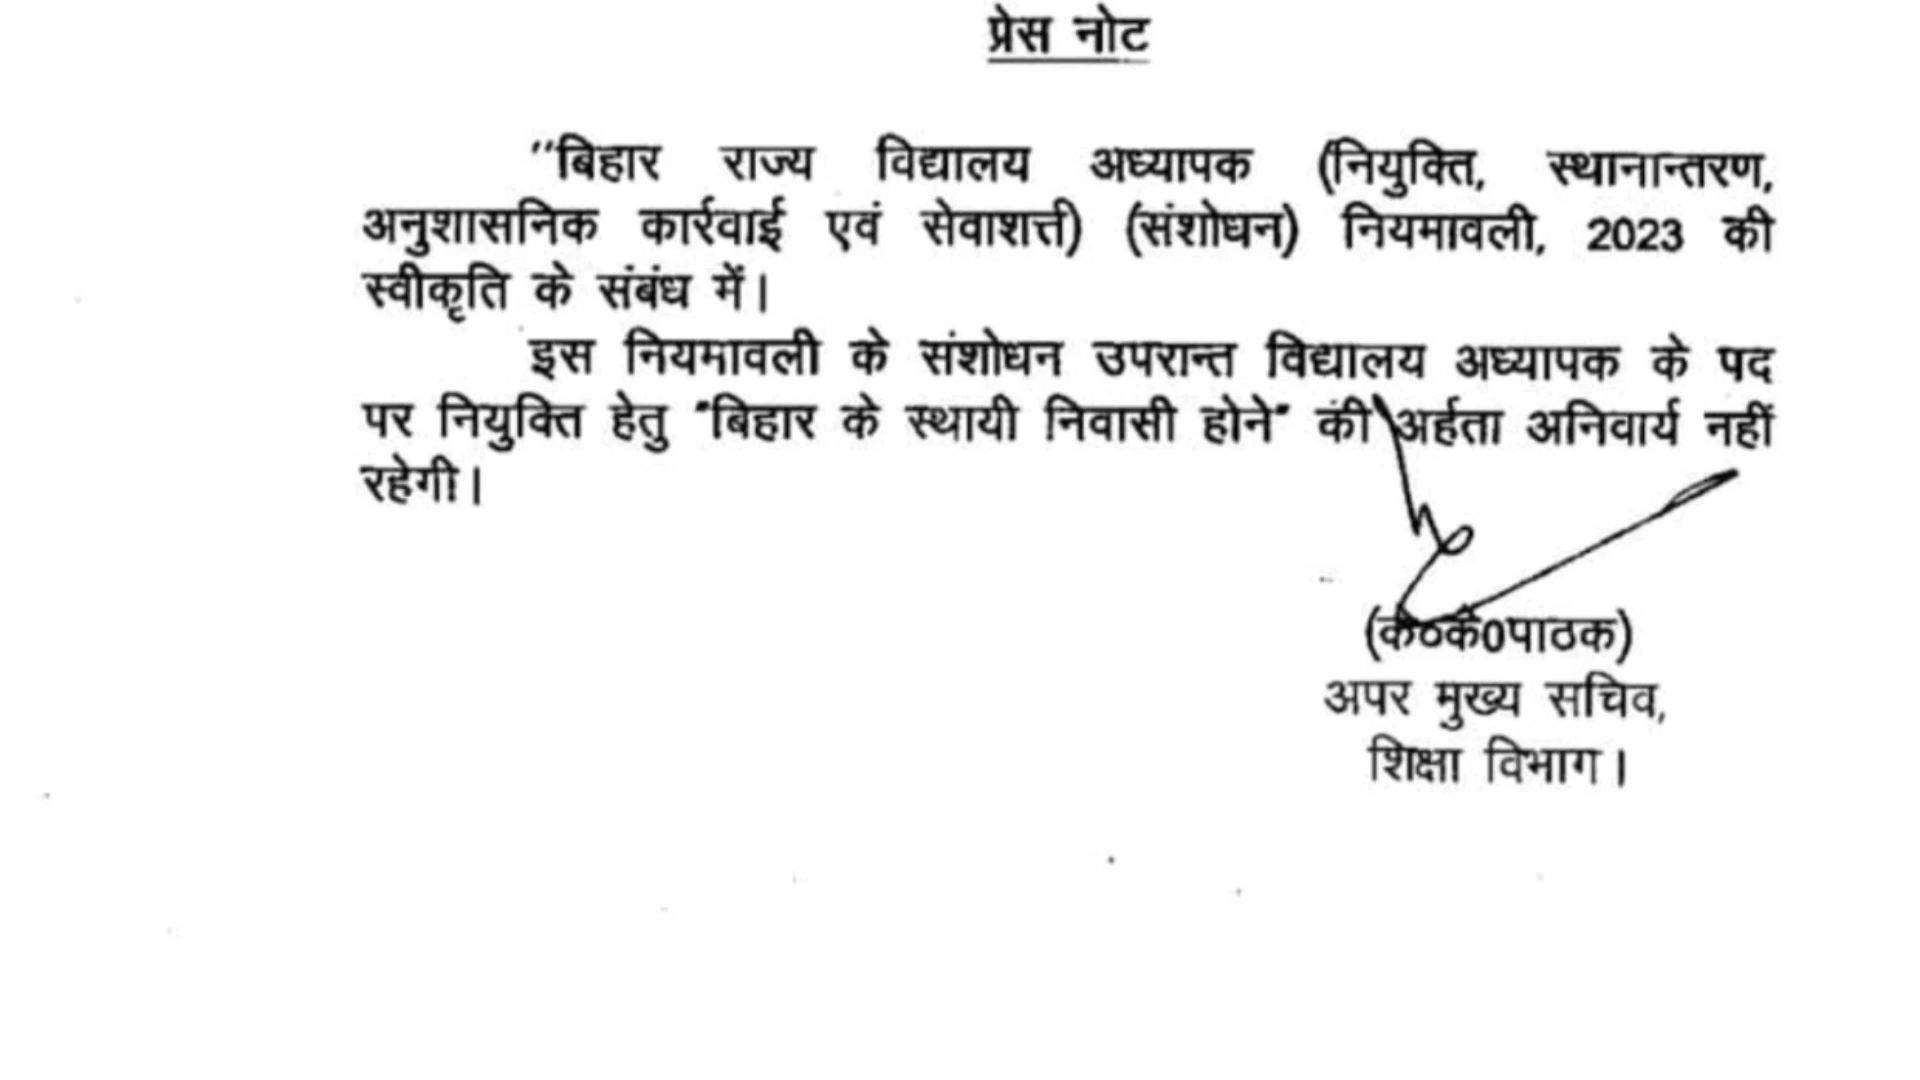 प्रेस नोट
"बिहार राज्य विद्यालय अध्यापक (नियुक्ति, स्थानान्तरण,
अनुशासनिक कार्रवाई एवं सेवाशर्त्त) (संशोधन) नियमावली, 2023 की
स्वीकृति के संबंध में।
इस नियमावली के संशोधन उपरान्त विद्यालय अध्यापक के पद
पर नियुक्ति हेतु "बिहार के स्थायी निवासी होने" की अर्हता अनिवार्य नहीं
रहेगी।
(के०के0पाठक)
अपर मुख्य सचिव,
शिक्षा विभाग।